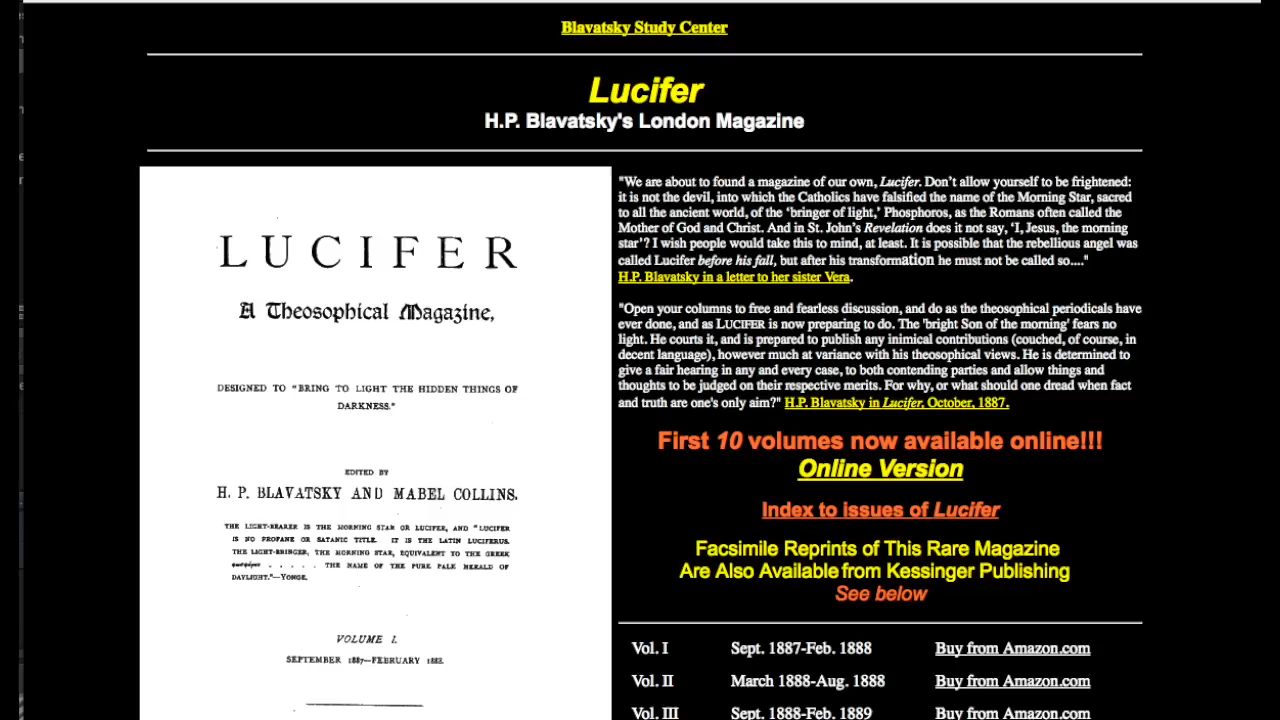 Blavatsky Study Center
Lucifer
H.P. Blavatsky's London Magazine
LUCIFER
A Theosophical Magazine,
DESIGNED TO "BRING TO LIGHT THE HIDDEN THINGS OF
DARKNESS."
EDITED BY
H. P. BLAVATSKY AND MABEL COLLINS.
THE LIGHT-BEARER IS THE MORNING STAR OR LUCIFER, AND "LUCIFER
IS NO PROFANE OR SATANIC TITLE. IT IS THE LATIN LUCIFERUS.
THE LIGHT-BRINGER, THE MORNING STAR, EQUIVALENT TO THE GREEK
. . . . . THE NAME OF THE PURE PALE HERALD OF
DAYLIGHT."—YONGE.
VOLUME I.
SEPTEMBER 1887—FEBRUARY 1888.
"We are about to found a magazine of our own, Lucifer. Don't allow yourself to be frightened:
it is not the devil, into which the Catholics have falsified the name of the Morning Star, sacred
to all the ancient world, of the ‘bringer of light,’ Phosphoros, as the Romans often called the
Mother of God and Christ. And in St. John’s Revelation does it not say, ‘I, Jesus, the morning
star’? I wish people would take this to mind, at least. It is possible that the rebellious angel was
called Lucifer before his fall, but after his transformation he must not be called so...."
H.P. Blavatsky in a letter to her sister Vera.
"Open your columns to free and fearless discussion, and do as the theosophical periodicals have
ever done, and as LUCIFER is now preparing to do. The 'bright Son of the morning' fears no
light. He courts it, and is prepared to publish any inimical contributions (couched, of course, in
decent language), however much at variance with his theosophical views. He is determined to
give a fair hearing in any and every case, to both contending parties and allow things and
thoughts to be judged on their respective merits. For why, or what should one dread when fact
and truth are one's only aim?" H.P. Blavatsky in Lucifer, October, 1887.
First 10 volumes now available online!!!
Online Version
Index to issues of Lucifer
Facsimile Reprints of This Rare Magazine
Are Also Available from Kessinger Publishing
See below
Vol. I Sept. 1887-Feb. 1888 Buy from Amazon.com
Vol. II March 1888-Aug. 1888 Buy from Amazon.com
Vol. III Sept. 1888-Feb. 1889 Buy from Amazon.com